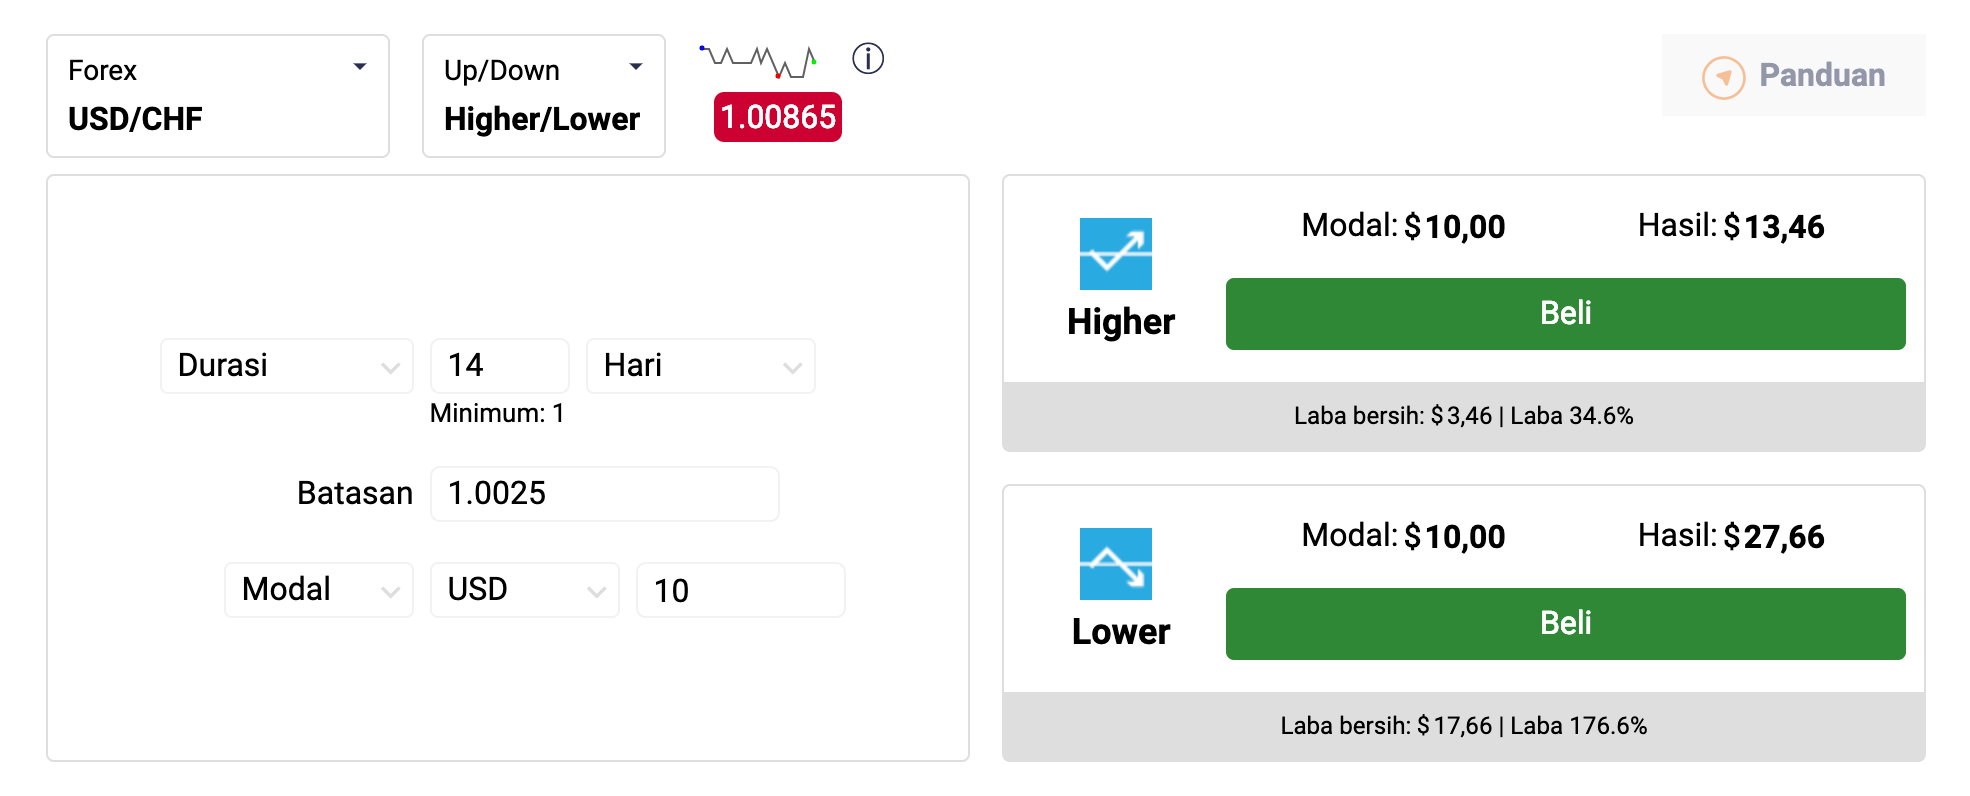 Forex
USD/CHF
Up/Down
Higher/Lower
1.00865
Panduan
Durasi
14
Hari
Minimum: 1
Batasan
1.0025
Modal
USD
10
Modal: $10,00
Hasil: $13,46
Higher
Beli
Laba bersih: $3,46 | Laba 34.6%
Modal: $10,00
Hasil: $27,66
Lower
Beli
Laba bersih: $17,66 | Laba 176.6%